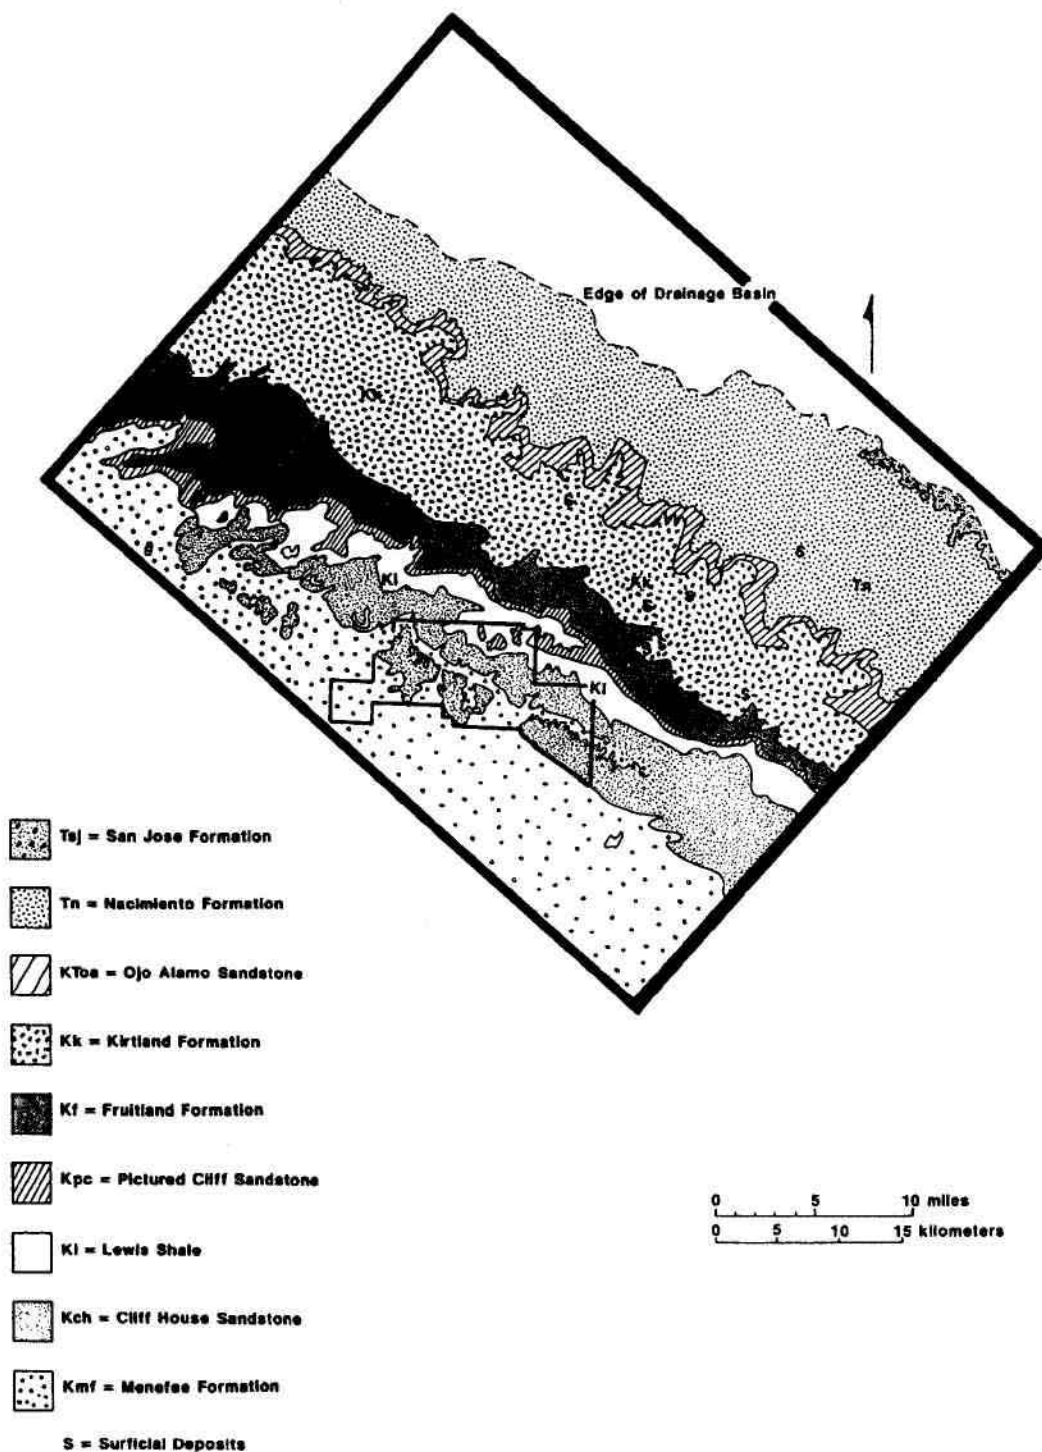 Edge of Drainage Basin
Kk
S
S
Kk
S
S
Tn
S
Kl
Kl
S
Tsj = San Jose Formation
Tn = Nacimiento Formation
KToa = Ojo Alamo Sandstone
Kk = Kirtland Formation
Kf = Fruitland Formation
Kpc = Pictured Cliff Sandstone
Kl = Lewis Shale
Kch = Cliff House Sandstone
Kmf = Menefee Formation
S = Surficial Deposits
0 5 10 miles
0 5 10 15 kilometers